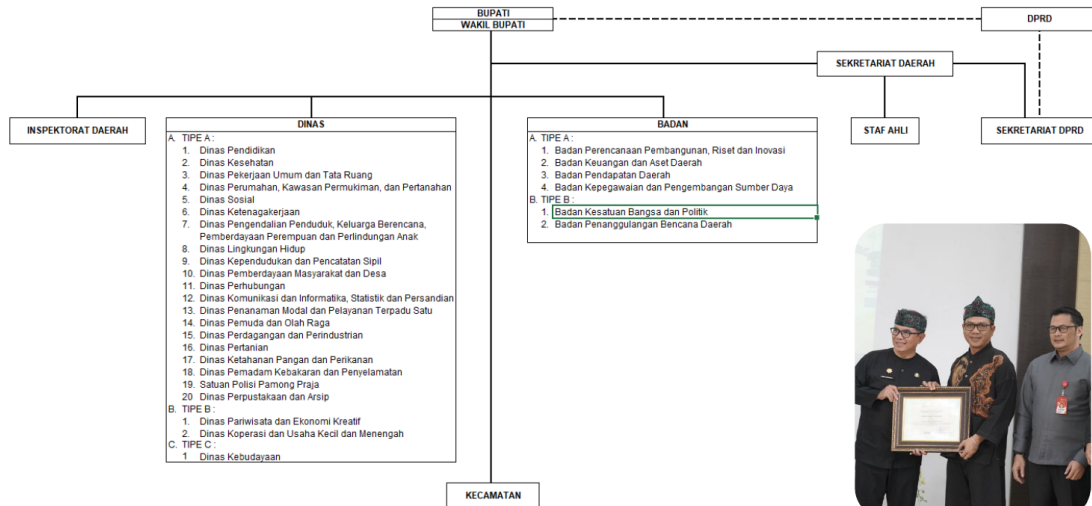 BUPATI
WAKIL BUPATI
DPRD
SEKRETARIAT DAERAH
INSPEKTORAT DAERAH
DINAS
A. TIPE A :
1. Dinas Pendidikan
2. Dinas Kesehatan
3. Dinas Pekerjaan Umum dan Tata Ruang
4. Dinas Perumahan, Kawasan Permukiman, dan Pertanahan
5. Dinas Sosial
6. Dinas Ketenagakerjaan
7. Dinas Pengendalian Penduduk, Keluarga Berencana,
Pemberdayaan Perempuan dan Perlindungan Anak
8. Dinas Lingkungan Hidup
9. Dinas Kependudukan dan Pencatatan Sipil
10. Dinas Pemberdayaan Masyarakat dan Desa
11. Dinas Perhubungan
12. Dinas Komunikasi dan Informatika, Statistik dan Persandian
13. Dinas Penanaman Modal dan Pelayanan Terpadu Satu
14. Dinas Pemuda dan Olah Raga
15. Dinas Perdagangan dan Perindustrian
16. Dinas Pertanian
17. Dinas Ketahanan Pangan dan Perikanan
18. Dinas Pemadam Kebakaran dan Penyelamatan
19. Satuan Polisi Pamong Praja
20 Dinas Perpustakaan dan Arsip
B. TIPE B :
1. Dinas Pariwisata dan Ekonomi Kreatif
2. Dinas Koperasi dan Usaha Kecil dan Menengah
C. TIPE C :
1 Dinas Kebudayaan
BADAN
A. TIPE A :
1. Badan Perencanaan Pembangunan, Riset dan Inovasi
2. Badan Keuangan dan Aset Daerah
3. Badan Pendapatan Daerah
4. Badan Kepegawaian dan Pengembangan Sumber Daya
B. TIPE B :
1. Badan Kesatuan Bangsa dan Politik
2. Badan Penanggulangan Bencana Daerah
STAF AHLI
SEKRETARIAT DPRD
KECAMATAN